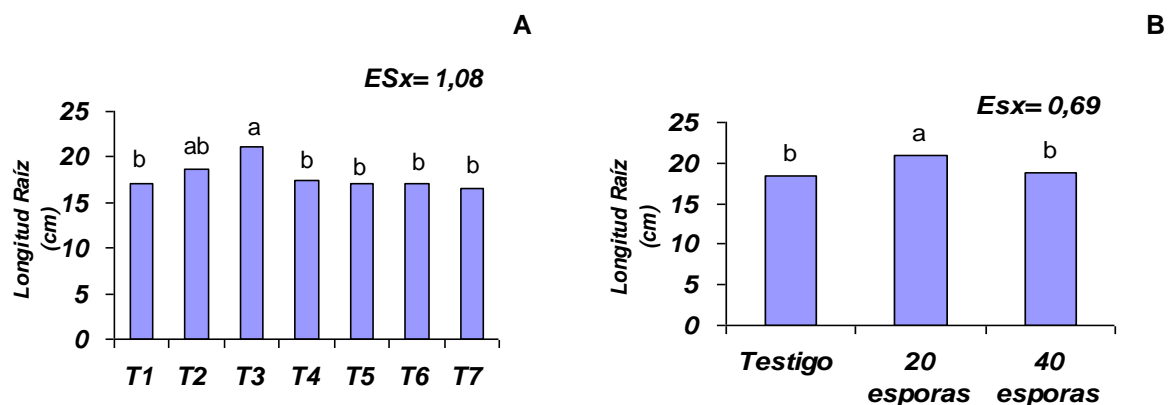 A
ESx= 1,08
Longitud Raíz
(cm)
25
20
15
10
5
0
b
ab
a
b
b
b
b
T1
T2
T3
T4
T5
T6
T7
B
Esx= 0,69
Longitud Raíz
(cm)
25
20
15
10
5
0
b
a
b
Testigo
20
esporas
40
esporas